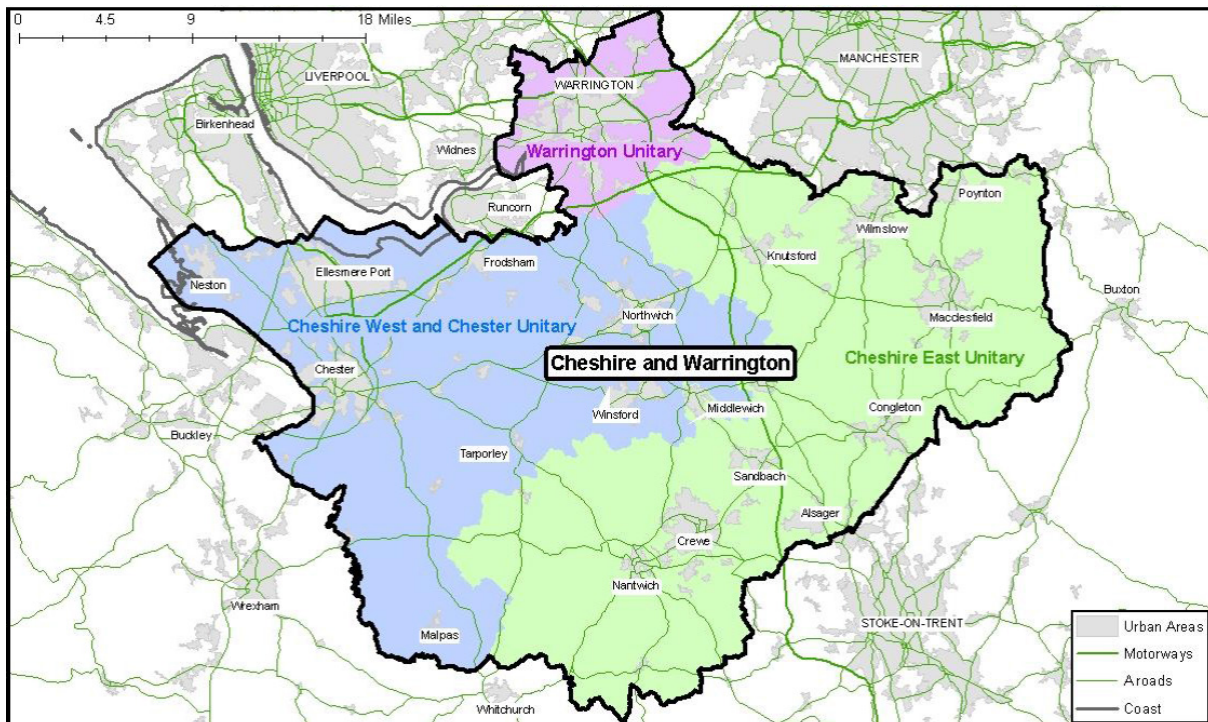 0 4.5 9 18 Miles
LIVERPOOL
MANCHESTER
WARRINGTON
Birkenhead
Widnes
Warrington Unitary
Runcorn
Poynton
Wilmslow
Knutsford
Frodsham
Ellesmere Port
Neston
Buxton
Northwich
Macclesfield
Cheshire West and Chester Unitary
Cheshire and Warrington
Cheshire East Unitary
Chester
Winsford
Middlewich
Congleton
Buckley
Tarporley
Sandbach
Alsager
Crewe
Nantwich
Wrexham
Malpas
STOKE-ON-TRENT
Whitchurch
Urban Areas
Motorways
A roads
Coast